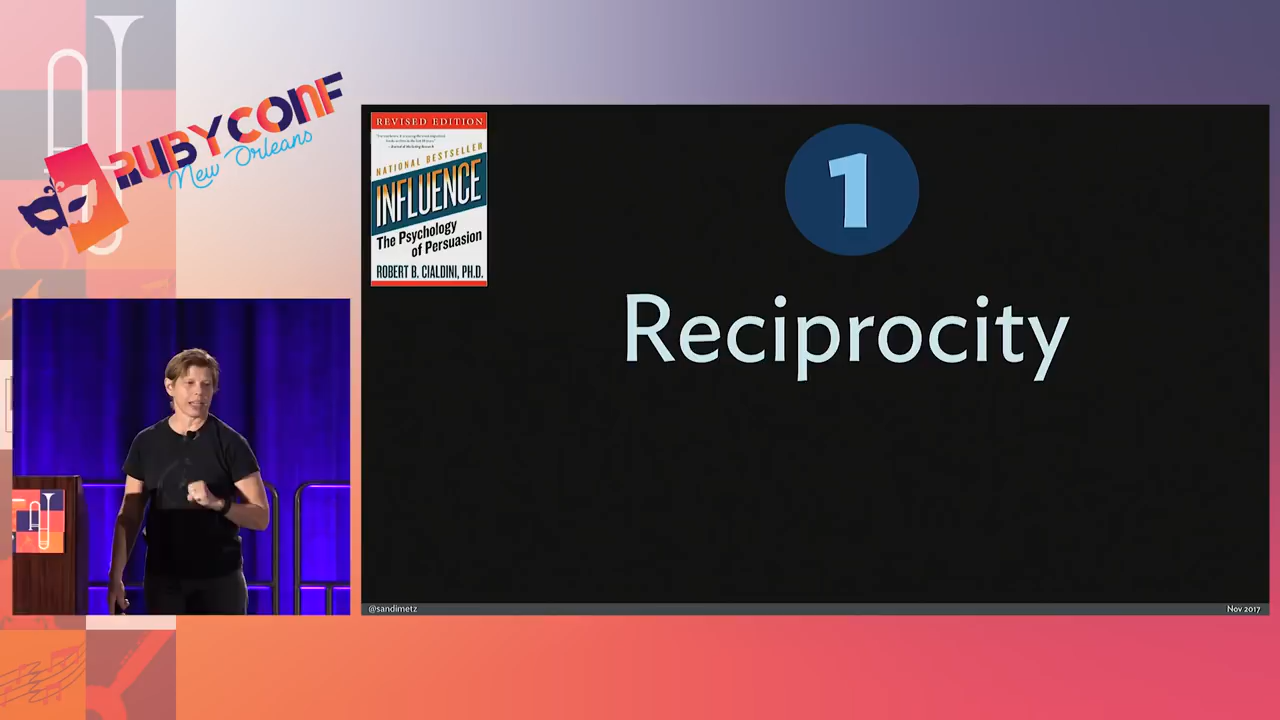 RUBYCONF
New Orleans
REVISED EDITION
NATIONAL BESTSELLER
INFLUENCE
The Psychology
of Persuasion
ROBERT B. CIALDINI, PH.D.
1
Reciprocity
@sandimetz
Nov 2017